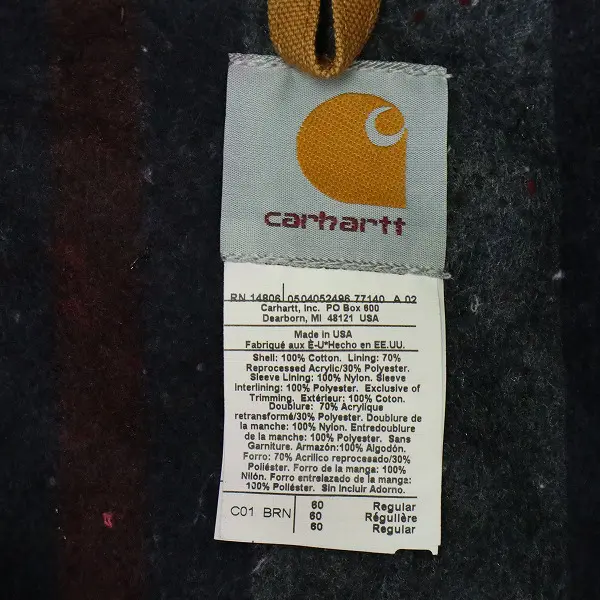 carhartt
RN 14806 0504052496 77140 A 02
Carhartt, Inc. PO Box 600
Dearborn, MI 48121
Made in USA
Fabriqué aux É-U*Hecho en EE.UU.
Shell: 100% Cotton. Lining: 70%
Reprocessed Acrylic/30% Polyester.
Sleeve Lining: 100% Nylon. Sleeve
Interlining: 100% Polyester. Exclusive of
Trimming. Extérieur: 100% Coton.
Doublure: 70% Acrylique
retransformé/30% Polyester. Doublure de
la manche: 100% Nylon. Entredoublure
de la manche: 100% Polyester. Sans
Garniture. Armazón:100% Algodón.
Forro: 70% Acrilico reprocesado/30%
Poliéster. Forro de la manga: 100%
Nilón. Forro entrelazado de la manga:
100% Poliéster. Sin Incluir Adorno.
C01 BRN 60 Regular
60 Régulière
60 Regular